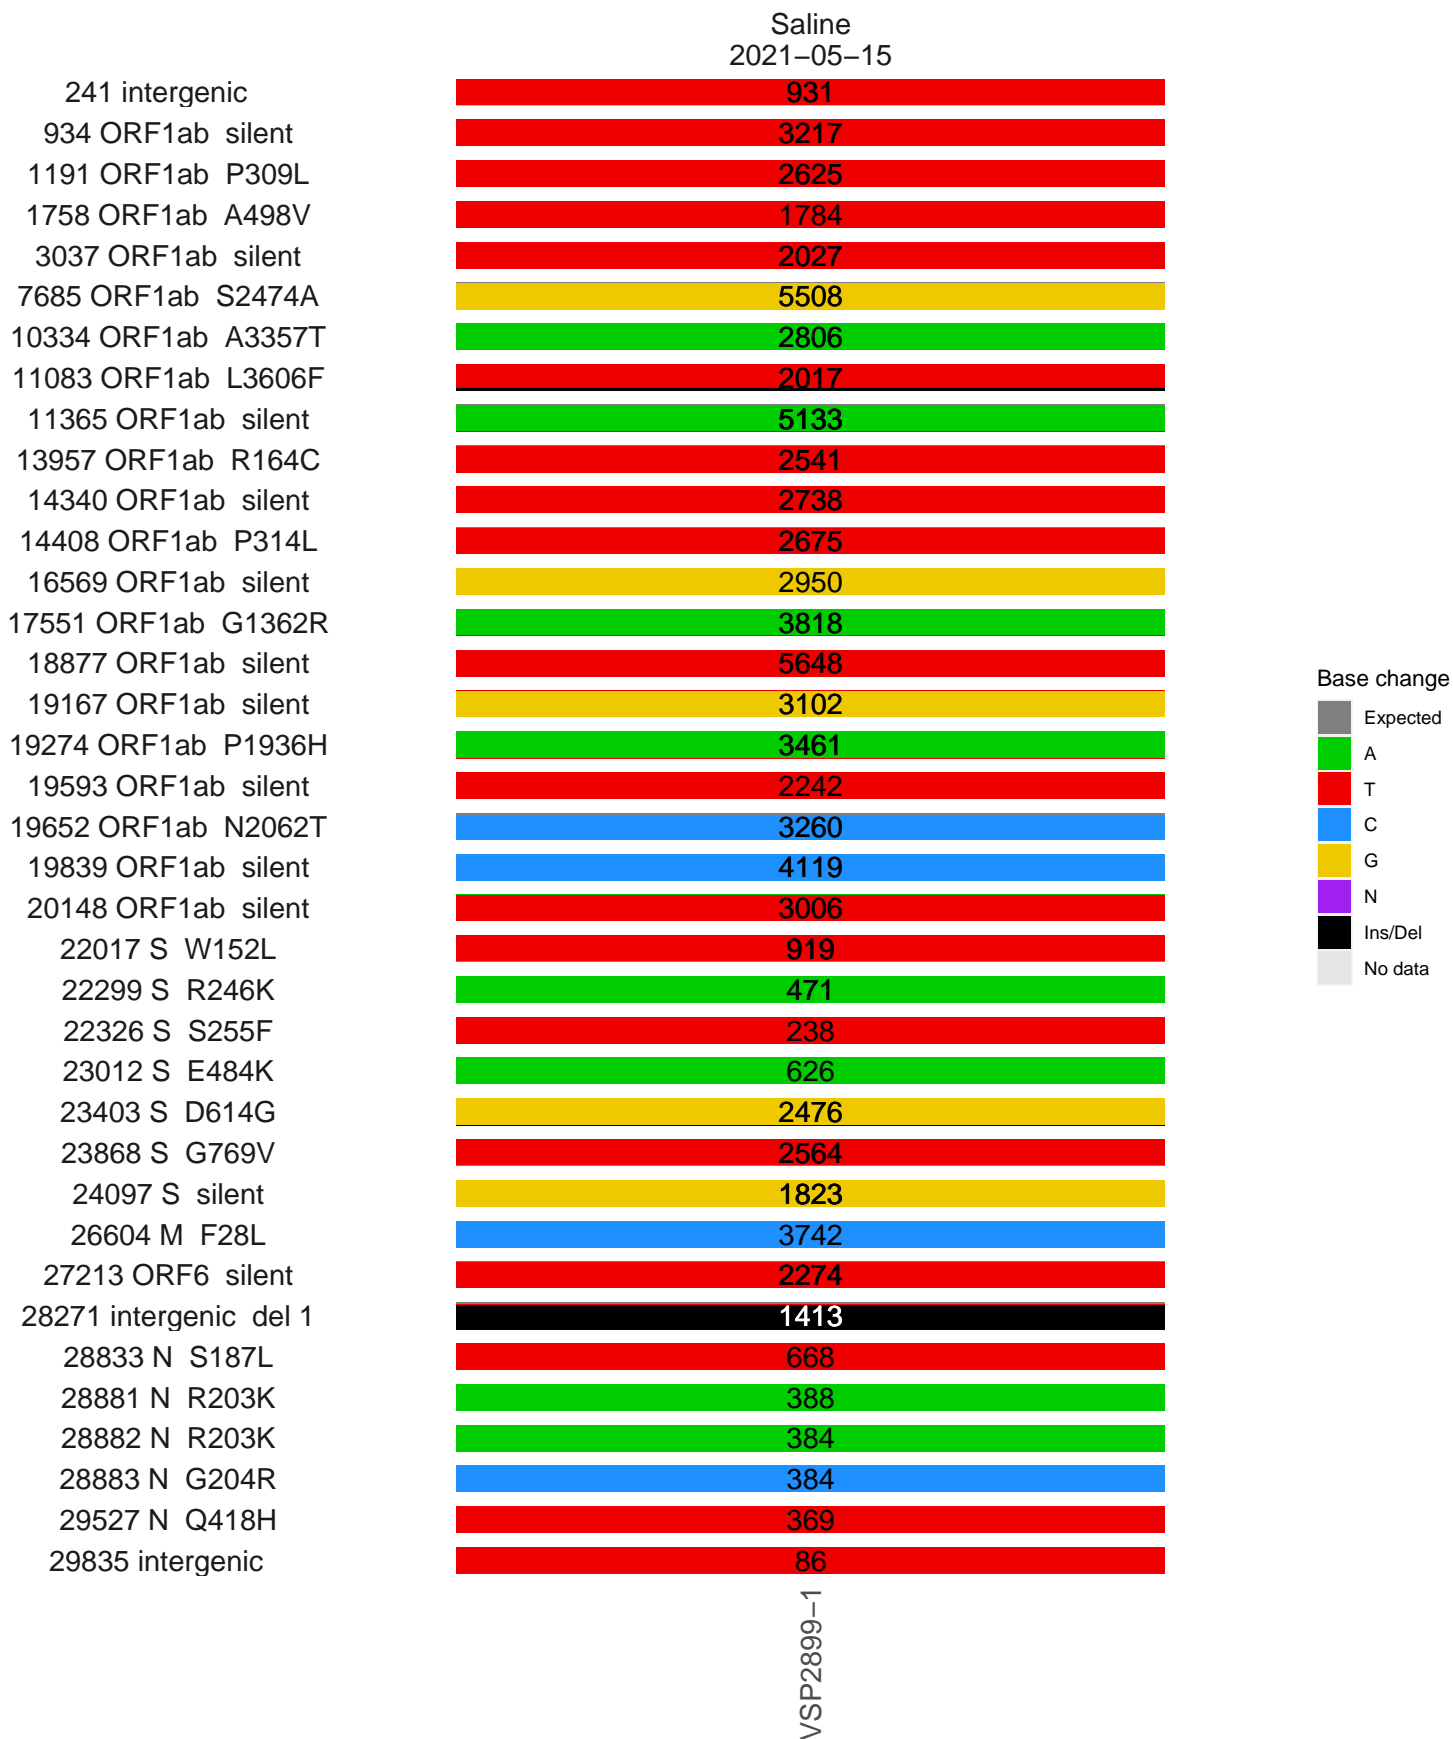 Saline
2021−05−15
241 intergenic 931
934 ORF1ab silent 3217
1191 ORF1ab P309L 2625
1758 ORF1ab A498V 1784
3037 ORF1ab silent 2027
7685 ORF1ab S2474A 5508
10334 ORF1ab A3357T 2806
11083 ORF1ab L3606F 2017
11365 ORF1ab silent 5133
13957 ORF1ab R164C 2541
14340 ORF1ab silent 2738
14408 ORF1ab P314L 2675
16569 ORF1ab silent 2950
17551 ORF1ab G1362R 3818
18877 ORF1ab silent 5648
19167 ORF1ab silent 3102
19274 ORF1ab P1936H 3461
19593 ORF1ab silent 2242
19652 ORF1ab N2062T 3260
19839 ORF1ab silent 4119
20148 ORF1ab silent 3006
22017 S W152L 919
22299 S R246K 471
22326 S S255F 238
23012 S E484K 626
23403 S D614G 2476
23868 S G769V 2564
24097 S silent 1823
26604 M F28L 3742
27213 ORF6 silent 2274
28271 intergenic del 1 1413
28833 N S187L 668
28881 N R203K 388
28882 N R203K 384
28883 N G204R 384
29527 N Q418H 369
29835 intergenic 86
VSP2899−1
Base change
Expected
A
T
C
G
N
Ins/Del
No data